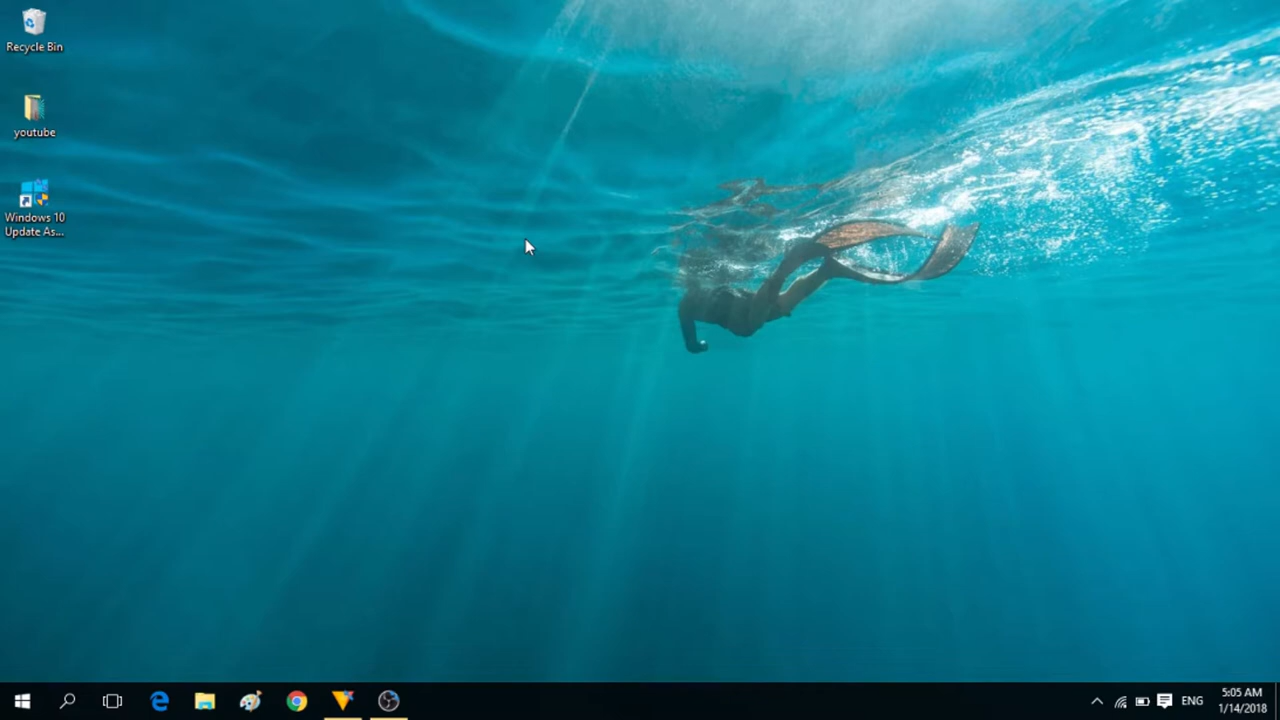 Recycle Bin
youtube
Windows 10
Update As...
ENG
5:05 AM
1/14/2018